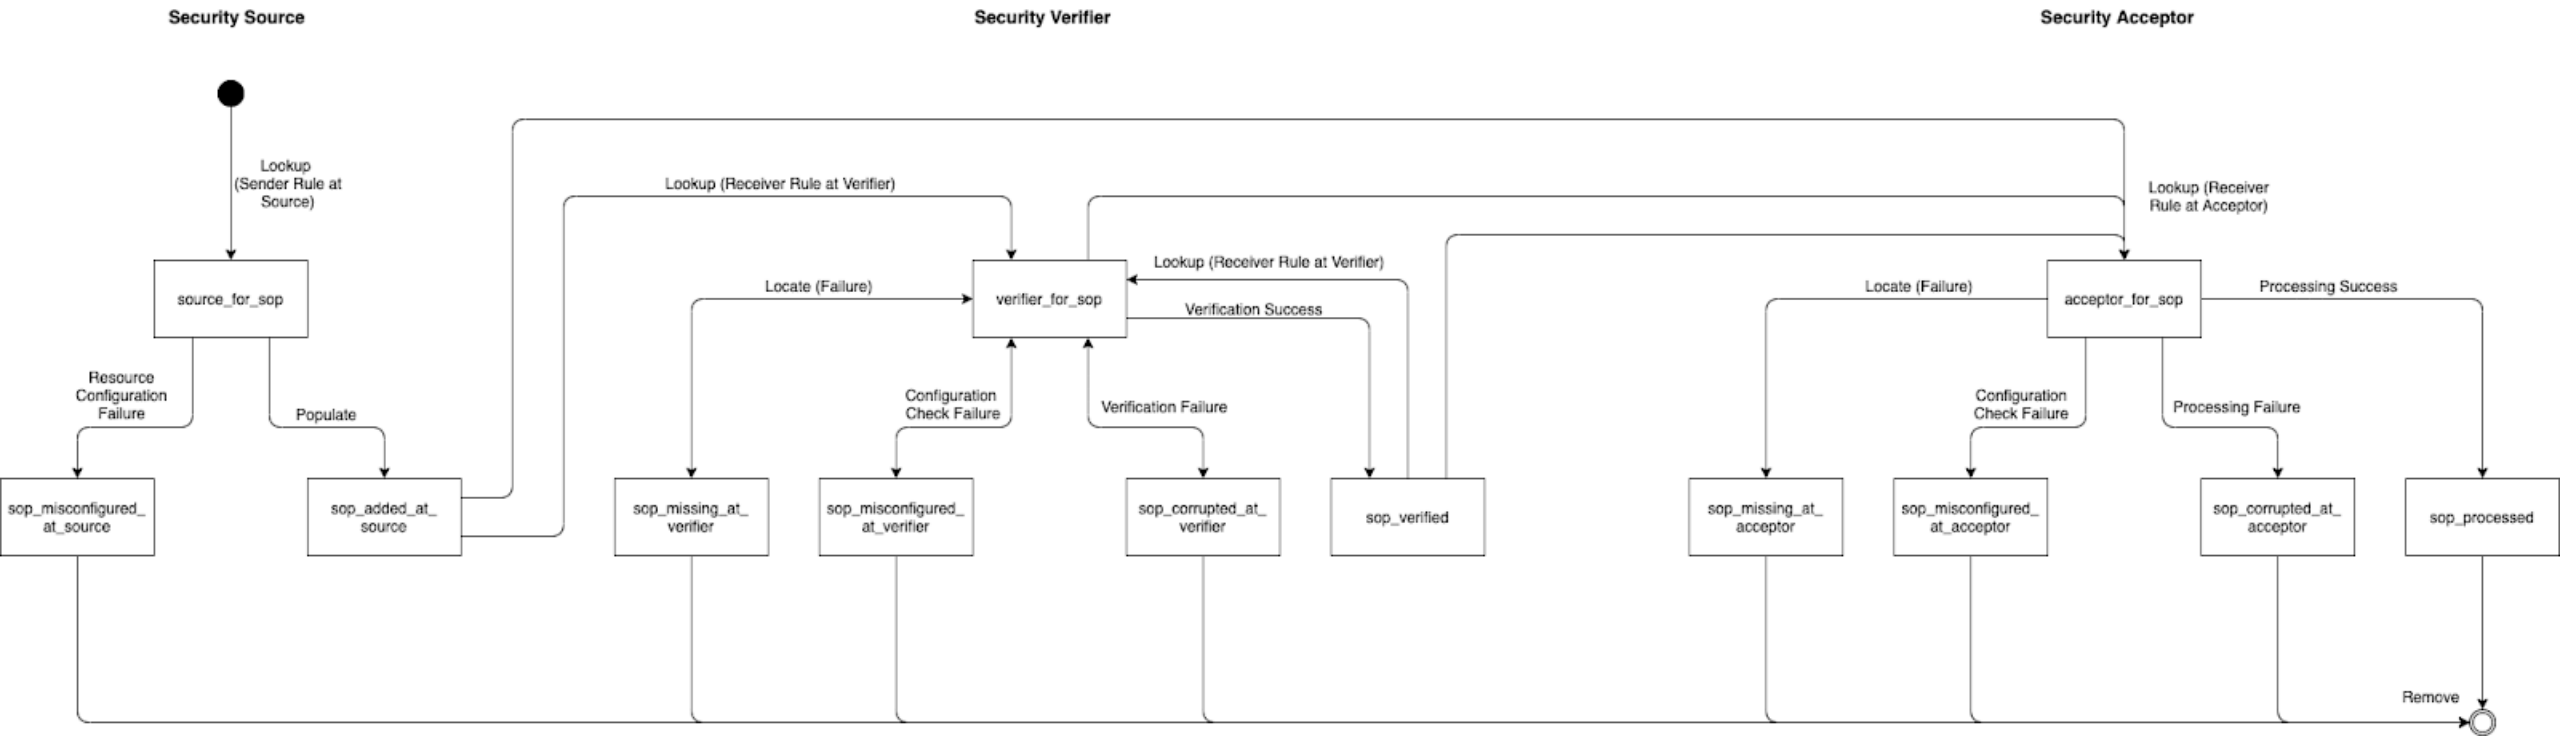 Security Source
Security Verifier
Security Acceptor
Lookup
(Sender Rule at
Source)
Lookup (Receiver Rule at Verifier)
Lookup (Receiver
Rule at Acceptor)
source_for_sop
Locate (Failure)
verifier_for_sop
Lookup (Receiver Rule at Verifier)
Verification Success
Locate (Failure)
acceptor_for_sop
Processing Success
Resource
Configuration
Failure
Populate
Configuration
Check Failure
Verification Failure
Configuration
Check Failure
Processing Failure
sop_misconfigured_
at_source
sop_added_at_
source
sop_missing_at_
verifier
sop_misconfigured_
at_verifier
sop_corrupted_at_
verifier
sop_verified
sop_missing_at_
acceptor
sop_misconfigured_
at_acceptor
sop_corrupted_at_
acceptor
sop_processed
Remove